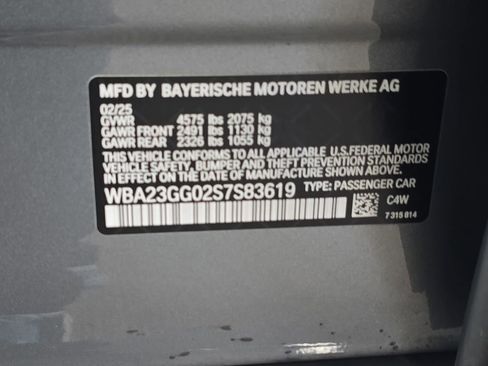 MFD BY BAYERISCHE MOTOREN WERKE AG
02/25
GVWR 4575 lbs 2075 kg
GAWR FRONT 2491 lbs 1130 kg
GAWR REAR 2326 lbs 1055 kg
THIS VEHICLE CONFORMS TO ALL APPLICABLE U.S.FEDERAL MOTOR
VEHICLE SAFETY, BUMPER, AND THEFT PREVENTION
STANDARDS IN EFFECT ON THE DATE OF MANUFACTURE SHOWN ABOVE.
WBA23GG02S7S83619 TYPE: PASSENGER CAR
C4W
7 315 814